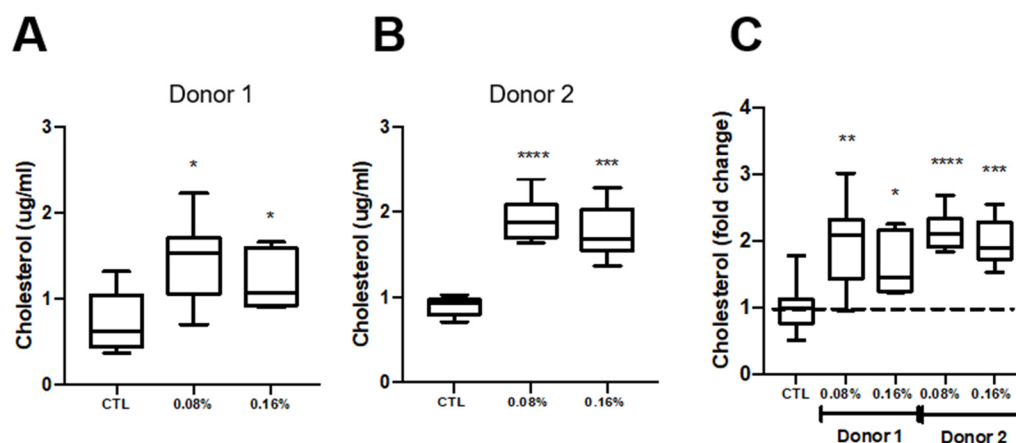 A
Donor 1
Cholesterol (ug/ml)
3
2
1
0
*
*
CTL
0.08%
0.16%
B
Donor 2
Cholesterol (ug/ml)
3
2
1
0
****
***
CTL
0.08%
0.16%
C
Cholesterol (fold change)
4
3
2
1
0
**
*
****
***
CTL
0.08%
0.16%
0.08%
0.16%
Donor 1
Donor 2